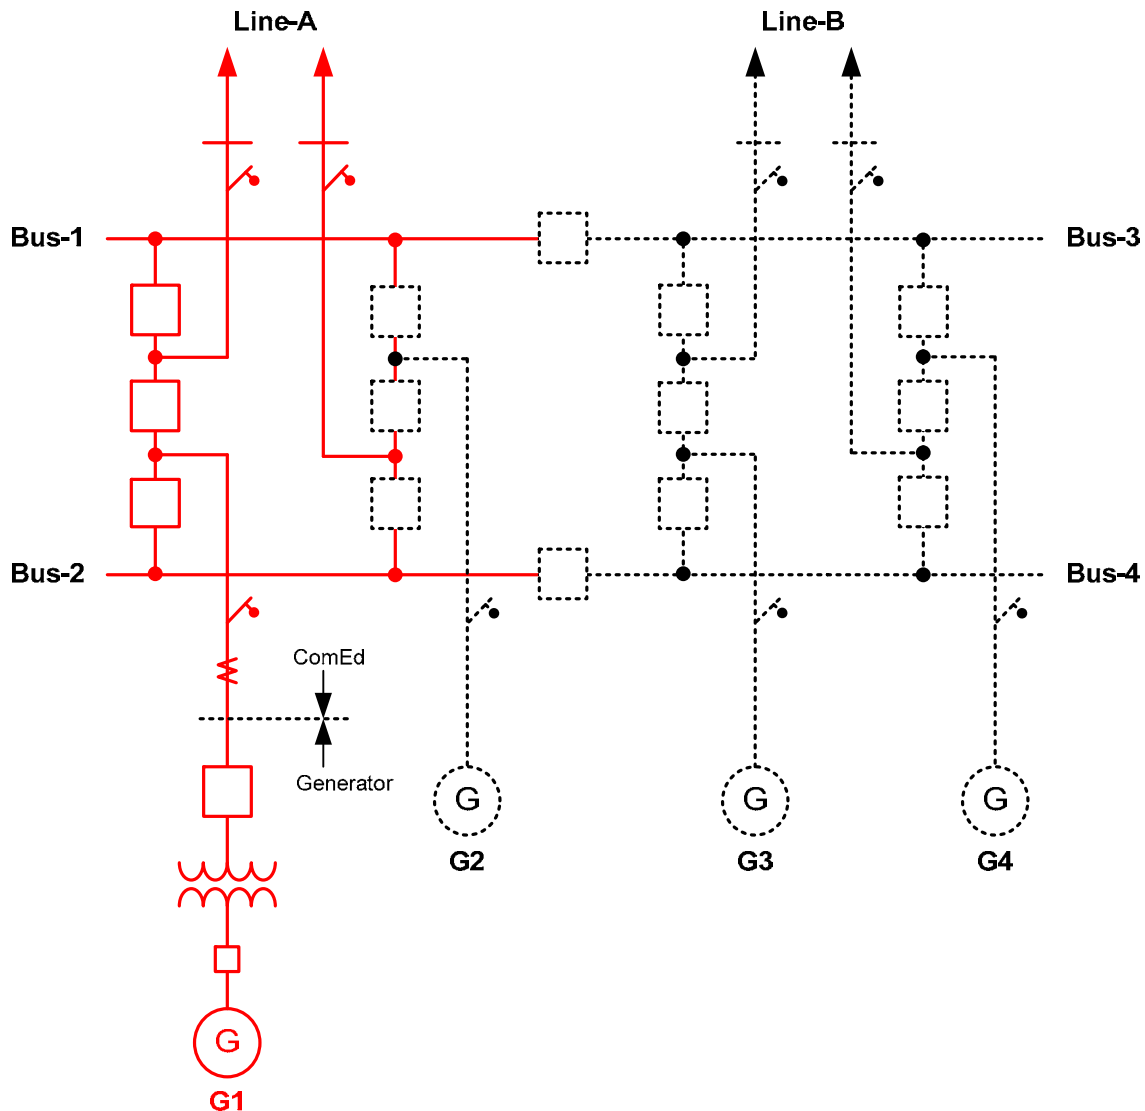 Line-A
Line-B
Bus-1
Bus-3
Bus-2
Bus-4
ComEd
Generator
G
G
G
G2
G3
G4
G
G1